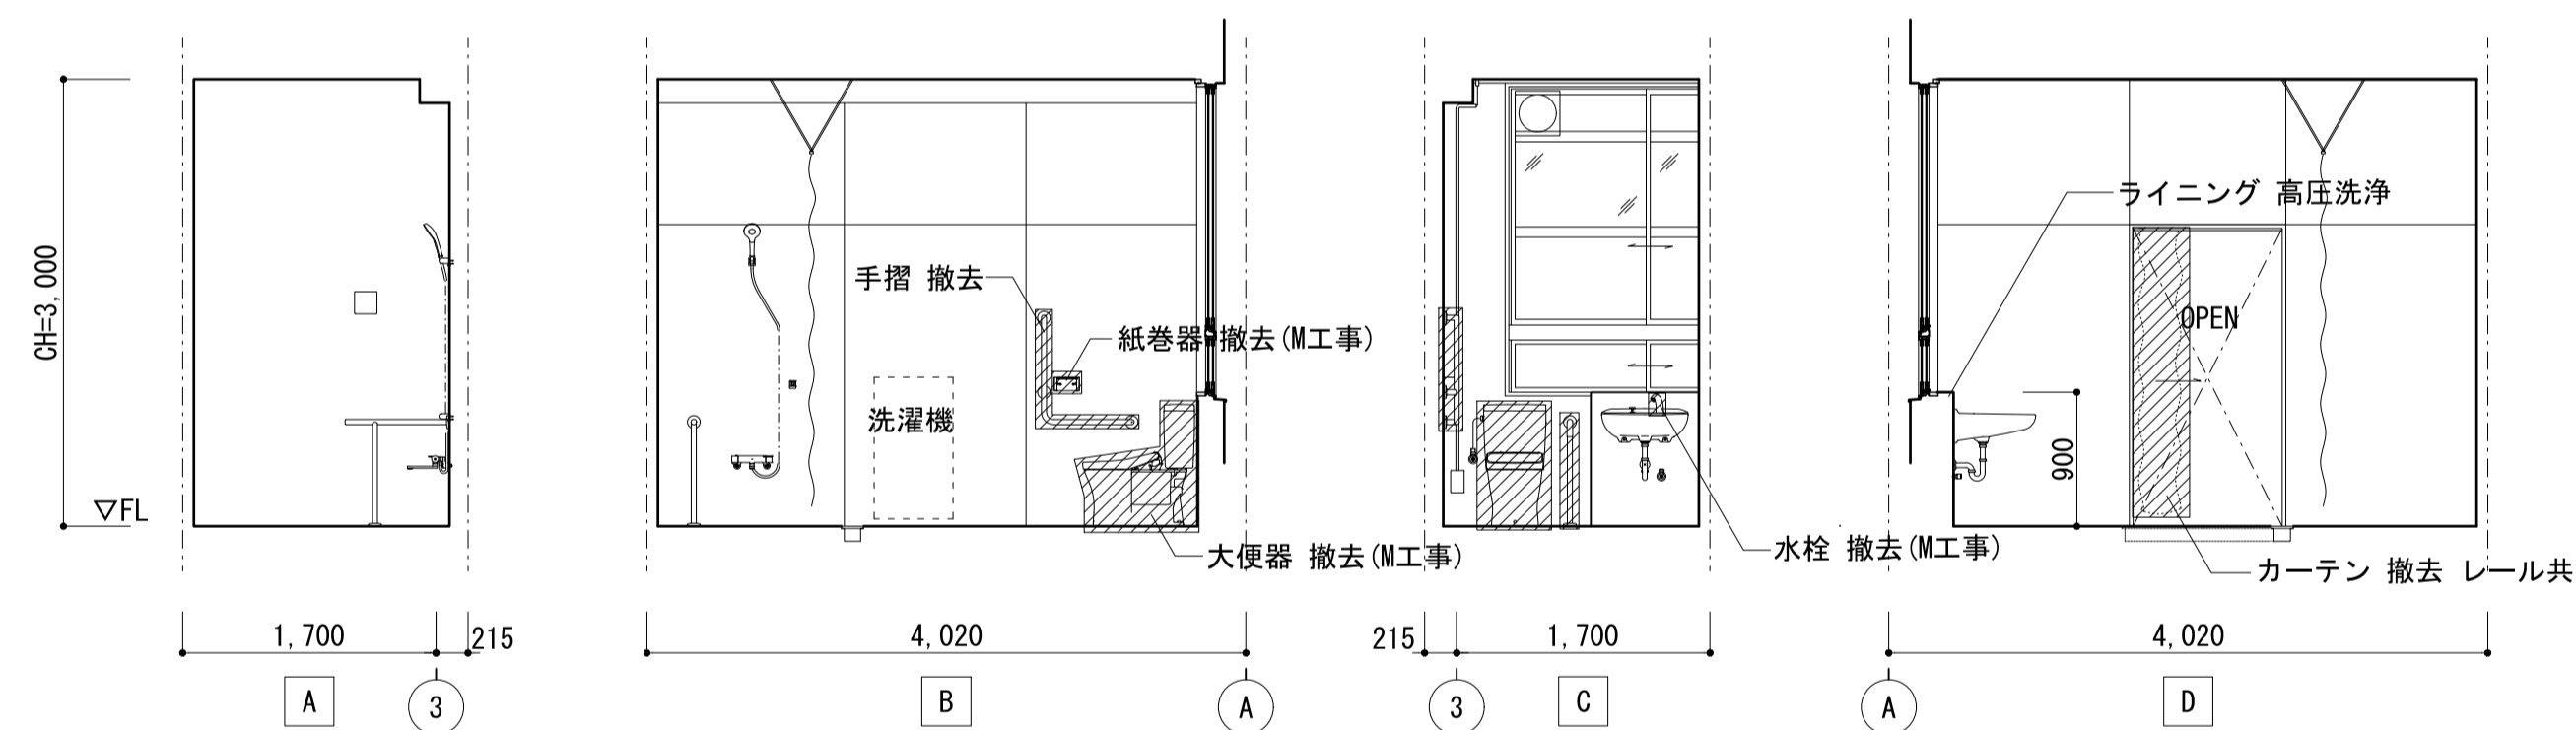 CH=3,000
▽FL
ライニング 高圧洗浄
手摺 撤去
紙巻器 撤去(M工事)
OPEN
洗濯機
900
大便器 撤去(M工事)
水栓 撤去(M工事)
カーテン 撤去 レール共
1,700
215
4,020
215
1,700
4,020
A
3
B
A
3
C
A
D